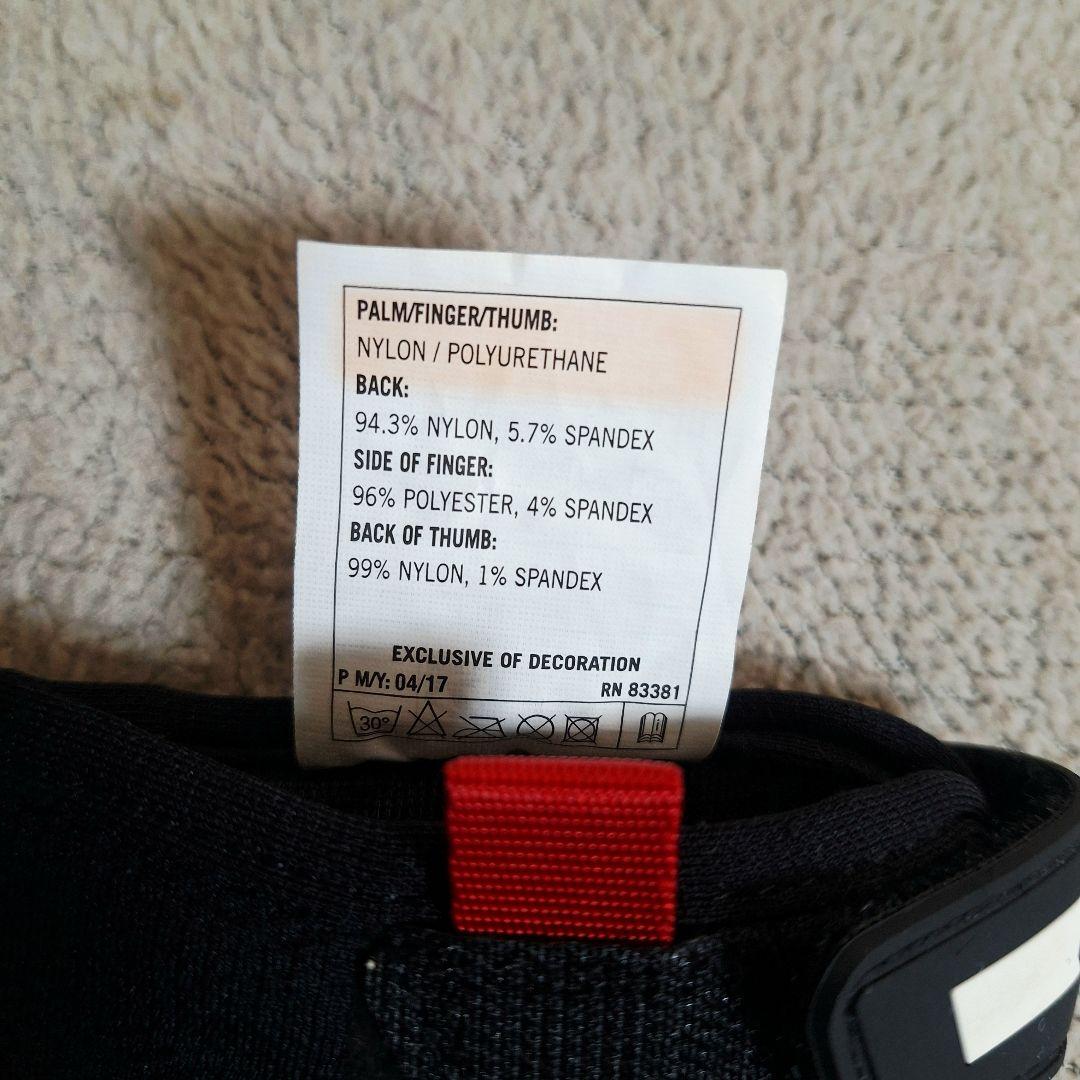 PALM/FINGER/THUMB:
NYLON / POLYURETHANE
BACK:
94.3% NYLON, 5.7% SPANDEX
SIDE OF FINGER:
96% POLYESTER, 4% SPANDEX
BACK OF THUMB:
99% NYLON, 1% SPANDEX
EXCLUSIVE OF DECORATION
P M/Y: 04/17 RN 83381
30°